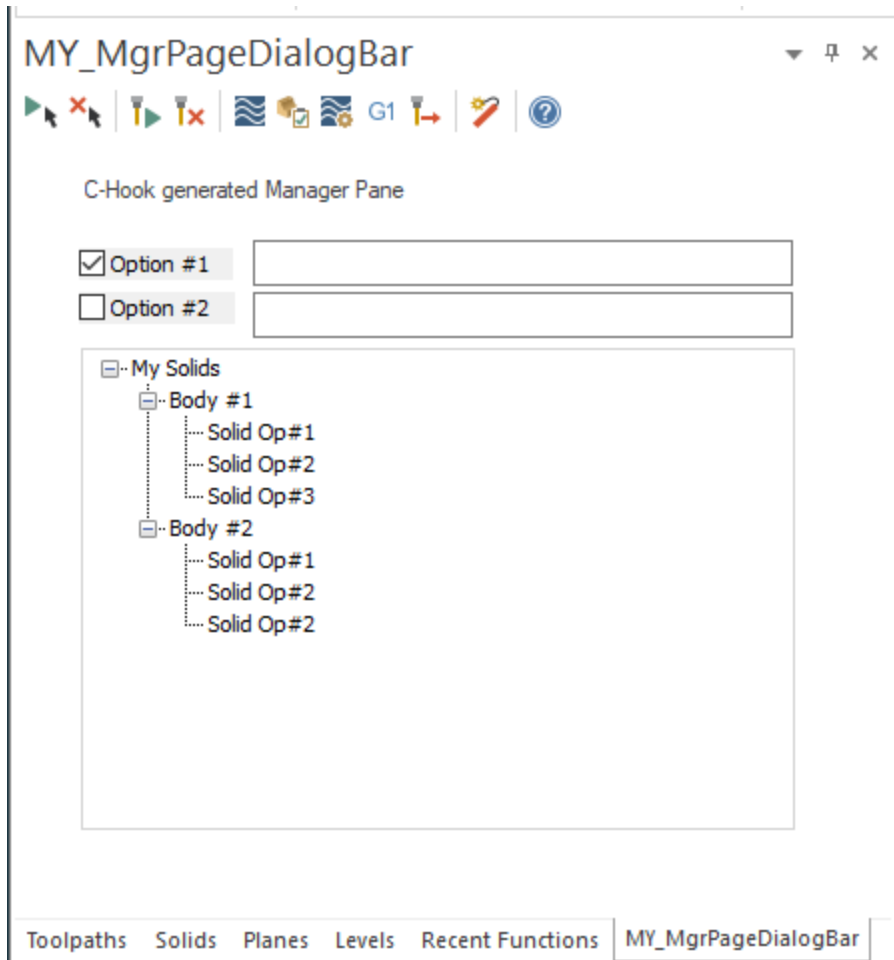 MY_MgrPageDialogBar
G1
C-Hook generated Manager Pane
Option #1
Option #2
My Solids
Body #1
Solid Op#1
Solid Op#2
Solid Op#3
Body #2
Solid Op#1
Solid Op#2
Solid Op#2
Toolpaths Solids Planes Levels Recent Functions MY_MgrPageDialogBar